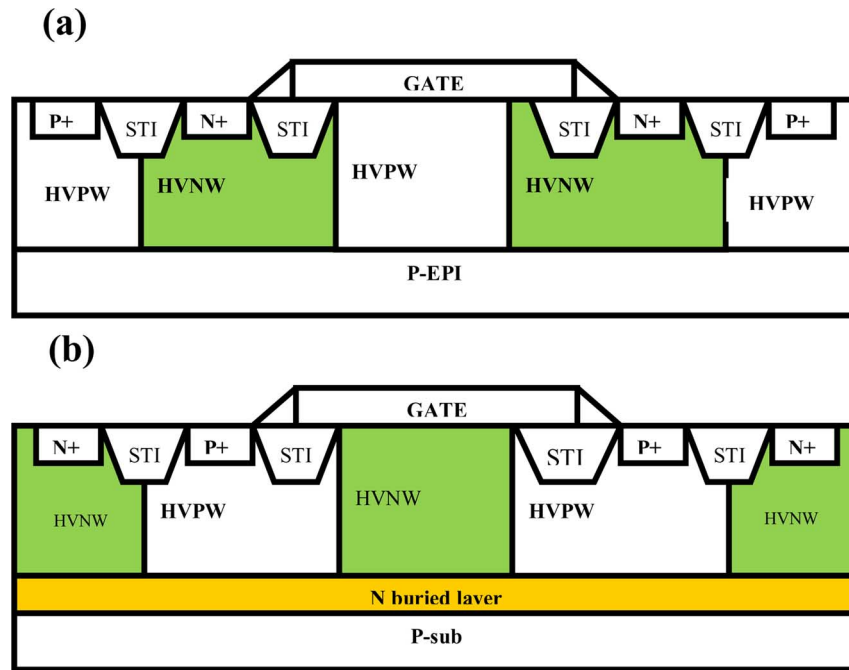 (a)
GATE
P+ STI N+ STI STI N+ STI P+
HVPW HVNW HVPW HVNW HVPW
P-EPI
(b)
GATE
N+ STI P+ STI STI P+ STI N+
HVNW HVPW HVNW HVPW HVNW
N buried laver
P-sub